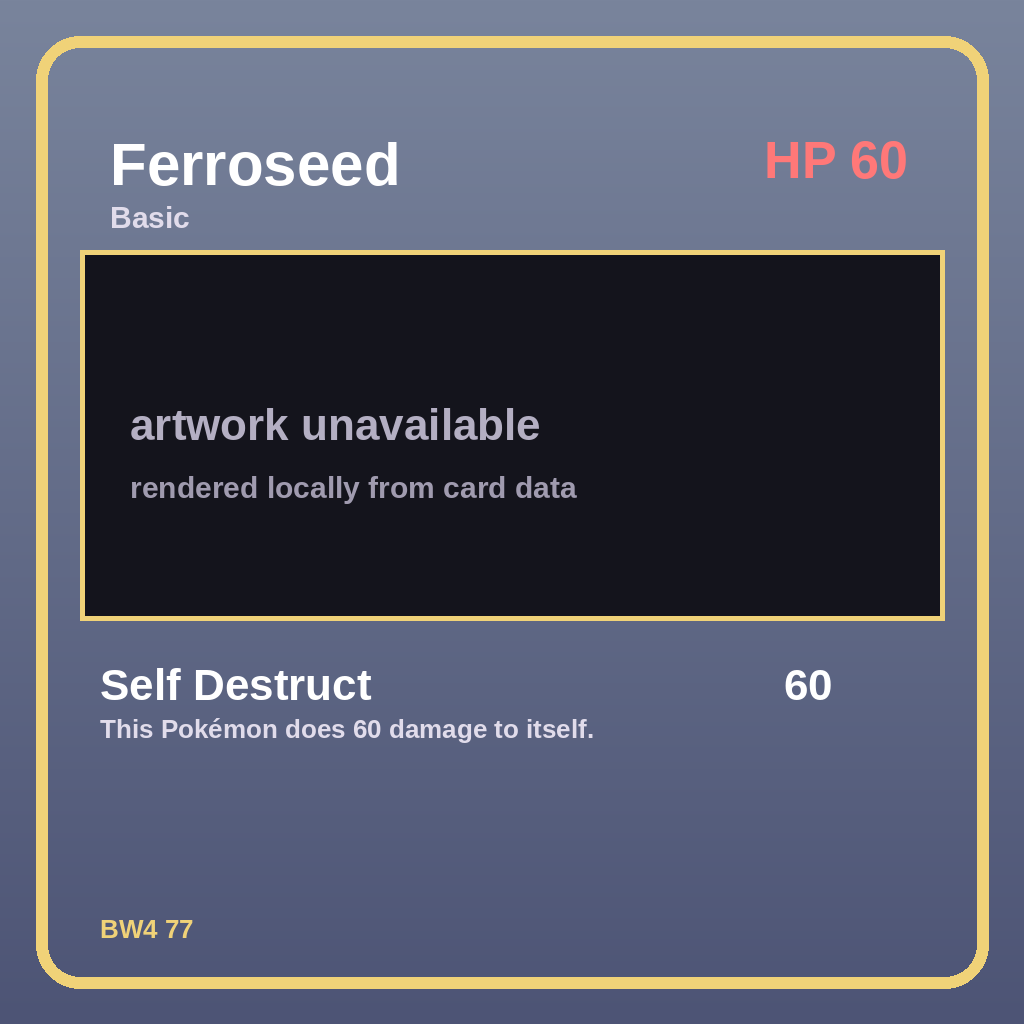 Ferroseed
HP 60
Basic
artwork unavailable
rendered locally from card data
Self Destruct
60
This Pokémon does 60 damage to itself.
BW4 77